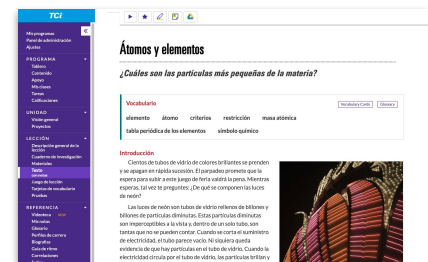 TCi
Mis programas
Panel de administración
Ajustes
PROGRAMA
Tablero
Contenido
Apoyo
Mis clases
Tareas
Calificaciones
UNIDAD
Visión general
Proyectos
LECCIÓN
Descripción general de la lección
Cuaderno de investigación
Materiales
Texto
Juego de lección
Tarjetas de vocabulario
Pruebas
REFERENCIA
Videoteca NEW
Mis notas
Glosario
Perfiles de carrera
Biografías
Guía de ritmo
Correlaciones
Átomos y elementos
¿Cuáles son las partículas más pequeñas de la materia?
Vocabulario
Vocabulary Cards
Glossary
elemento átomo criterios restricción masa atómica
tabla periódica de los elementos símbolo químico
Introducción
Cientos de tubos de vidrio de colores brillantes se prenden
y se apagan en rápida sucesión. El parpadeo promete que la
espera para subir a este juego de feria valdrá la pena. Mientras
esperas, tal vez te preguntes: ¿De qué se componen las luces
de neón?
Las luces de neón son tubos de vidrio rellenos de billones y
billones de partículas diminutas. Estas partículas diminutas
son imperceptibles a la vista y, dentro de un solo tubo, son
tantas que no se pueden contar. Cuando se corta el suministro
de electricidad, el tubo parece vacío. Ni siquiera queda
evidencia de que hay partículas en el tubo de vidrio. Cuando la
electricidad circula por el tubo de vidrio, las partículas brillan y